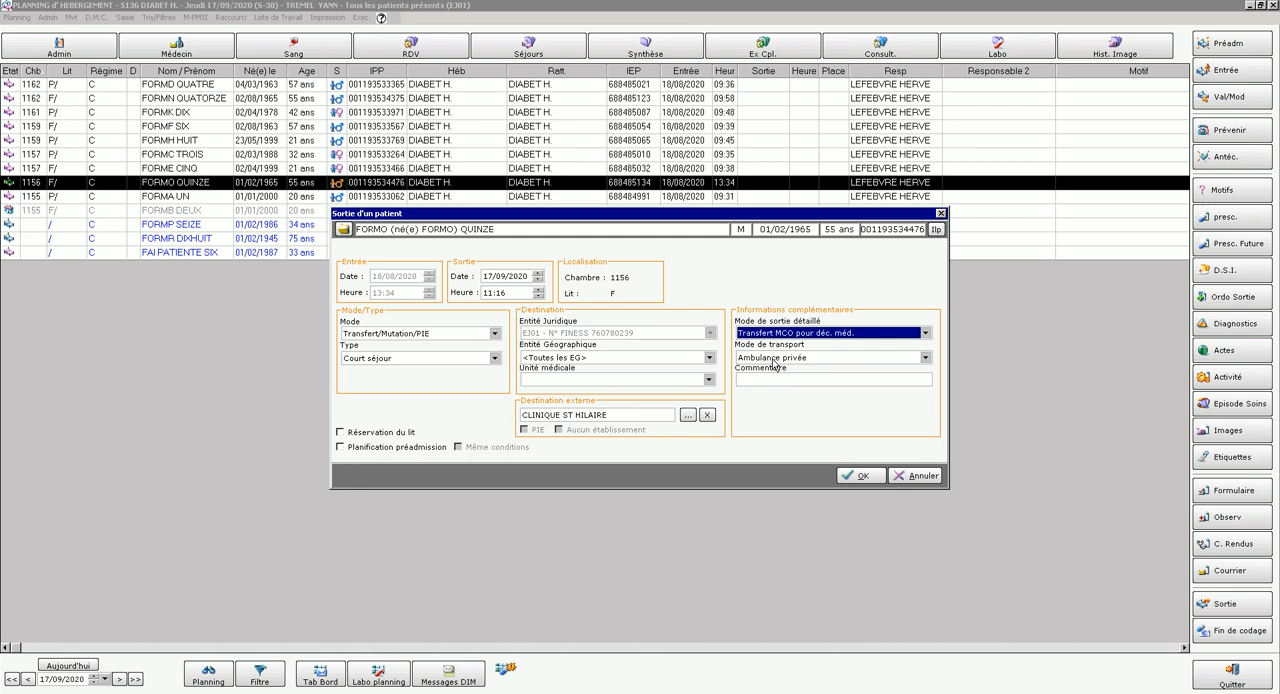 PLANNING d' HEBERGEMENT - 5136 DIABET H. - Jeudi 17/09/2020 (S-38) - TREMEL YANN - Tous les patients présents (EJ01)
Planning Admin Mvt D.M.C. Saisie Tris/Filtres M-PMSI Raccourci Liste de Travail Impression Exec. ?
Admin Médecin Sang RDV Séjours Synthèse Ex Cpl. Consult. Labo Hist. Image
Etat Chb Lit Régime D Nom / Prénom Né(e) le Age S IPP Héb Ratt. IEP Entrée Heur Sortie Heure Place Resp Responsable 2 Motif
1162 P/ C FORMD QUATRE 04/03/1963 57 ans 001193533365 DIABET H. DIABET H. 688485021 18/08/2020 09:36 LEFEBVRE HERVE
1162 P/ C FORMN QUATORZE 02/08/1965 55 ans 001193534375 DIABET H. DIABET H. 688485123 18/08/2020 09:58 LEFEBVRE HERVE
1161 P/ C FORMK DIX 02/04/1978 42 ans 001193533971 DIABET H. DIABET H. 688485087 18/08/2020 09:48 LEFEBVRE HERVE
1159 F/ C FORMF SIX 02/08/1963 57 ans 001193533567 DIABET H. DIABET H. 688485054 18/08/2020 09:39 LEFEBVRE HERVE
1159 F/ C FORMH HUIT 23/05/1999 21 ans 001193533769 DIABET H. DIABET H. 688485065 18/08/2020 09:45 LEFEBVRE HERVE
1157 P/ C FORMC TROIS 02/03/1988 32 ans 001193533264 DIABET H. DIABET H. 688485010 18/08/2020 09:35 LEFEBVRE HERVE
1157 F/ C FORME CINQ 02/04/1999 21 ans 001193533466 DIABET H. DIABET H. 688485032 18/08/2020 09:38 LEFEBVRE HERVE
1156 F/ C FORMO QUINZE 01/02/1965 55 ans 001193534476 DIABET H. DIABET H. 688485134 18/08/2020 13:34 LEFEBVRE HERVE
1155 P/ C FORMA UN 01/01/2000 20 ans 001193533062 DIABET H. DIABET H. 688484991 18/08/2020 09:31 LEFEBVRE HERVE
1155 F/ C FORMB DEUX 01/01/2000 20 ans
/ C FORMP SEIZE 01/02/1986 34 ans
/ C FORMR DIXHUIT 01/02/1945 75 ans
/ C FAI PATIENTE SIX 01/02/1987 33 ans
Sortie d'un patient
FORMO (né(e) FORMO) QUINZE M 01/02/1965 55 ans 001193534476 Ilp
Entrée
Date : 18/08/2020
Heure : 13:34
Sortie
Date : 17/09/2020
Heure : 11:16
Localisation
Chambre : 1156
Lit : F
Mode/Type
Mode
Transfert/Mutation/PIE
Type
Court séjour
Destination
Entité Juridique
EJ01 - N° FINESS 760780239
Entité Géographique
<Toutes les EG>
Unité médicale
Destination externe
CLINIQUE ST HILAIRE ... X
PIE Aucun établissement
Informations complémentaires
Mode de sortie détaillé
Transfert MCO pour déc. méd.
Mode de transport
Ambulance privée
Commentaire
Réservation du lit
Planification préadmission Même conditions
OK Annuler
Préadm
Entrée
Val/Mod
Prévenir
Antéc.
Motifs
presc.
Presc. Future
D.S.I.
Ordo Sortie
Diagnostics
Actes
Activité
Episode Soins
Images
Etiquettes
Formulaire
Observ
C. Rendus
Courrier
Sortie
Fin de codage
Quitter
Aujourd'hui
<< < 17/09/2020 > >>
Planning Filtre Tab Bord Labo planning Messages DIM